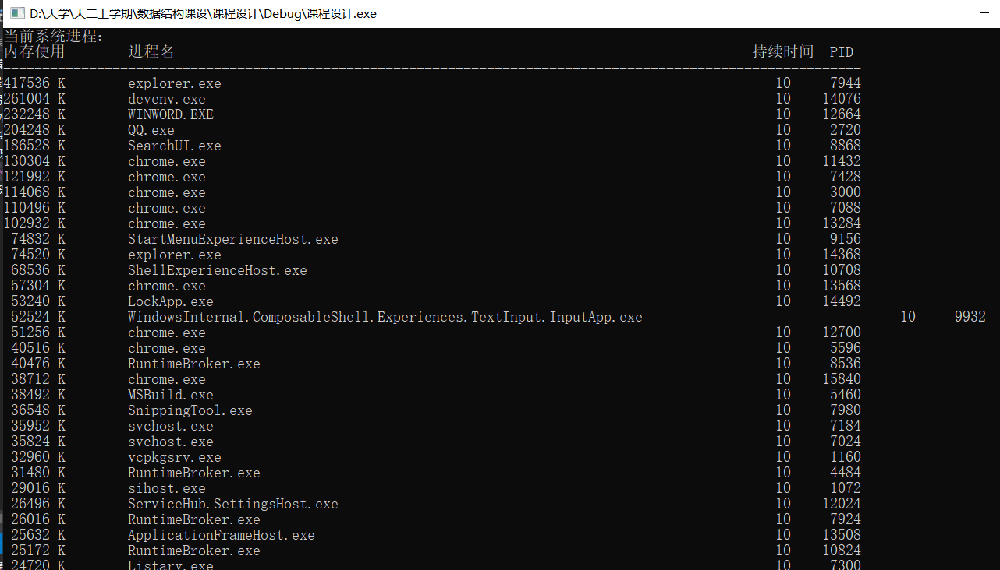 D:\大学\大二上学期\数据结构课设\课程设计\Debug\课程设计.exe
当前系统进程:
内存使用 进程名 持续时间 PID
==============================================================================================================
417536 K explorer.exe 10 7944
261004 K devenv.exe 10 14076
232248 K WINWORD.EXE 10 12664
204248 K QQ.exe 10 2720
186528 K SearchUI.exe 10 8868
130304 K chrome.exe 10 11432
121992 K chrome.exe 10 7428
114068 K chrome.exe 10 3000
110496 K chrome.exe 10 7088
102932 K chrome.exe 10 13284
74832 K StartMenuExperienceHost.exe 10 9156
74520 K explorer.exe 10 14368
68536 K ShellExperienceHost.exe 10 10708
57304 K chrome.exe 10 13568
53240 K LockApp.exe 10 14492
52524 K WindowsInternal.ComposableShell.Experiences.TextInput.InputApp.exe 10 9932
51256 K chrome.exe 10 12700
40516 K chrome.exe 10 5596
40476 K RuntimeBroker.exe 10 8536
38712 K chrome.exe 10 15840
38492 K MSBuild.exe 10 5460
36548 K SnippingTool.exe 10 7980
35952 K svchost.exe 10 7184
35824 K svchost.exe 10 7024
32960 K vcpkgsrv.exe 10 1160
31480 K RuntimeBroker.exe 10 4484
29016 K sihost.exe 10 1072
26496 K ServiceHub.SettingsHost.exe 10 12024
26016 K RuntimeBroker.exe 10 7924
25632 K ApplicationFrameHost.exe 10 13508
25172 K RuntimeBroker.exe 10 10824
24720 K Listary.exe 10 7300